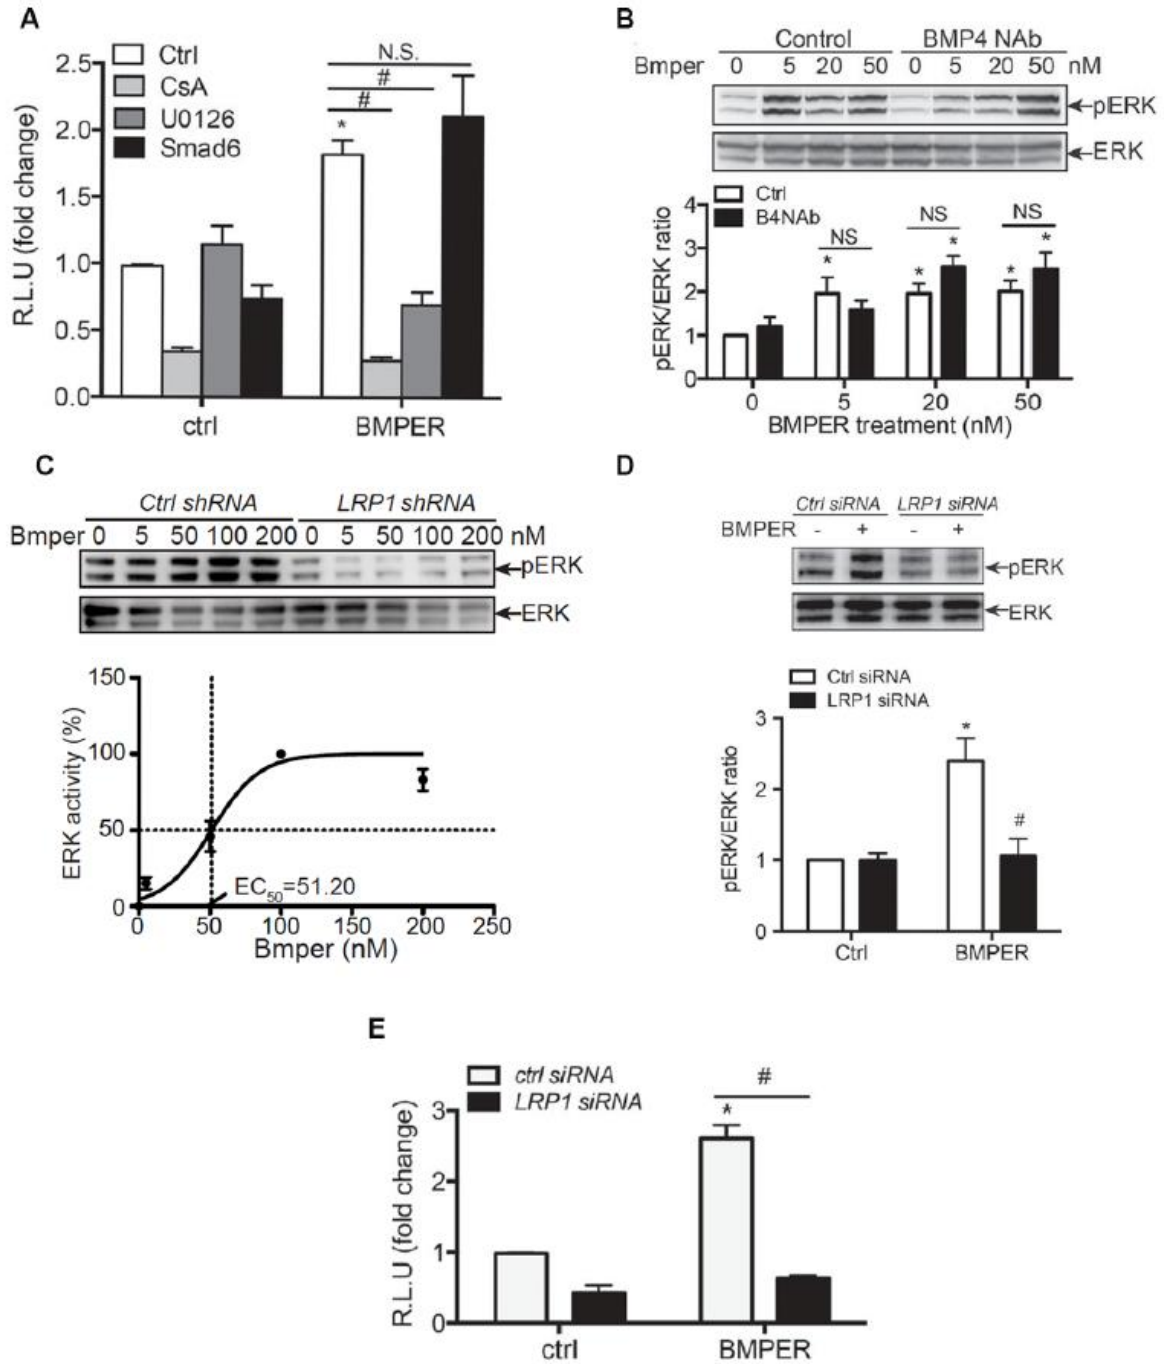 A
Ctrl
CsA
U0126
Smad6
N.S.
#
#
*
R.L.U (fold change)
2.5
2.0
1.5
1.0
0.5
0.0
ctrl BMPER
B
Control BMP4 NAb
Bmper 0 5 20 50 0 5 20 50 nM
pERK
ERK
Ctrl
B4NAb
pERK/ERK ratio
4
3
2
1
0
NS NS NS
* * * * *
0 5 20 50
BMPER treatment (nM)
C
Ctrl shRNA LRP1 shRNA
Bmper 0 5 50 100 200 0 5 50 100 200 nM
pERK
ERK
ERK activity (%)
150
100
50
0
EC50=51.20
0 50 100 150 200 250
Bmper (nM)
D
Ctrl siRNA LRP1 siRNA
BMPER - + - +
pERK
ERK
Ctrl siRNA
LRP1 siRNA
pERK/ERK ratio
3
2
1
0
*
#
Ctrl BMPER
E
ctrl siRNA
LRP1 siRNA
#
*
R.L.U (fold change)
3
2
1
0
ctrl BMPER